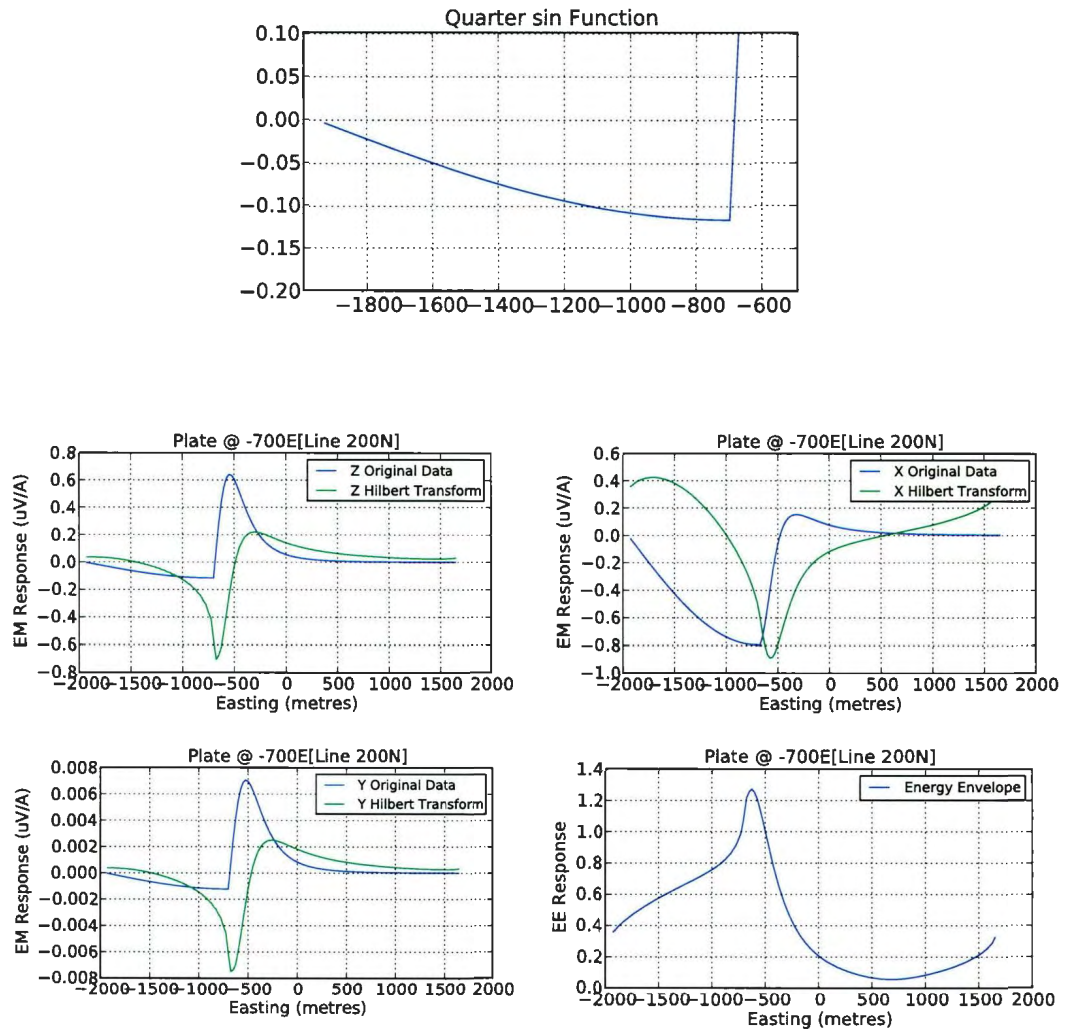 Quarter sin Function
0.10
0.05
0.00
−0.05
−0.10
−0.15
−0.20
−1800−1600−1400−1200−1000 −800 −600
Plate @ -700E[Line 200N]
Z Original Data
Z Hilbert Transform
EM Response (uV/A)
0.8
0.6
0.4
0.2
0.0
−0.2
−0.4
−0.6
−0.8
−2000−1500−1000 −500 0 500 1000 1500 2000
Easting (metres)
Plate @ -700E[Line 200N]
X Original Data
X Hilbert Transform
EM Response (uV/A)
0.6
0.4
0.2
0.0
−0.2
−0.4
−0.6
−0.8
−1.0
−2000−1500−1000−500 0 500 1000 1500 2000
Easting (metres)
Plate @ -700E[Line 200N]
Y Original Data
Y Hilbert Transform
EM Response (uV/A)
0.008
0.006
0.004
0.002
0.000
−0.002
−0.004
−0.006
−0.008
−2000−1500−1000−500 0 500 1000 1500 2000
Easting (metres)
Plate @ -700E[Line 200N]
Energy Envelope
EE Response
1.4
1.2
1.0
0.8
0.6
0.4
0.2
0.0
−2000−1500−1000−500 0 500 1000 1500 2000
Easting (metres)